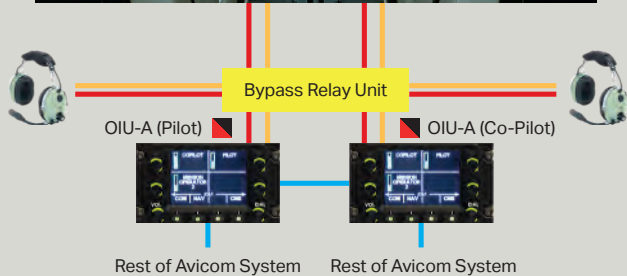 Bypass Relay Unit
OIU-A (Pilot)
OIU-A (Co-Pilot)
COPILOT PILOT
MISSION
OPERATOR
COM NAV
VOL
COPILOT PILOT
MISSION
OPERATOR
COM NAV
VOL
Rest of Avicom System
Rest of Avicom System